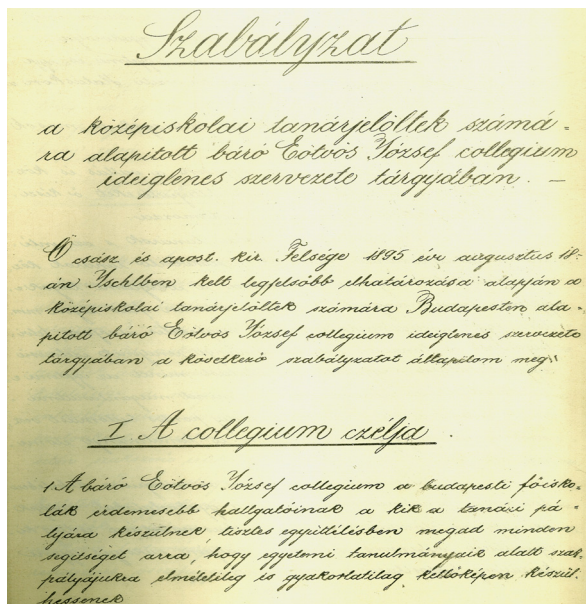 Szabályzat
a középiskolai tanárjelöltek számá-
ra alapitott báró Eötvös József collegium
ideiglenes szervezete tárgyában. —
Ő csász és apost. kir. Felsége 1895 évi augusztus 18-
án Ischlben kelt legfelsőbb elhatározása alapján a
középiskolai tanárjelöltek számára Budapesten ala-
pitott báró Eötvös József collegium ideiglenes szervezete
tárgyában a következő szabályzatot állapitom meg:
I. A collegium czélja.
1. A báró Eötvös József collegium a budapesti főisko-
lák érdemesebb hallgatóinak a kik a tanári pá-
lyára készülnek, tisztes együttlésben megad minden
segitséget arra, hogy egyetemi tanulmányaik alatt szak-
pályájukra elméletileg és gyakorlatilag kellőképen készül-
hessenek